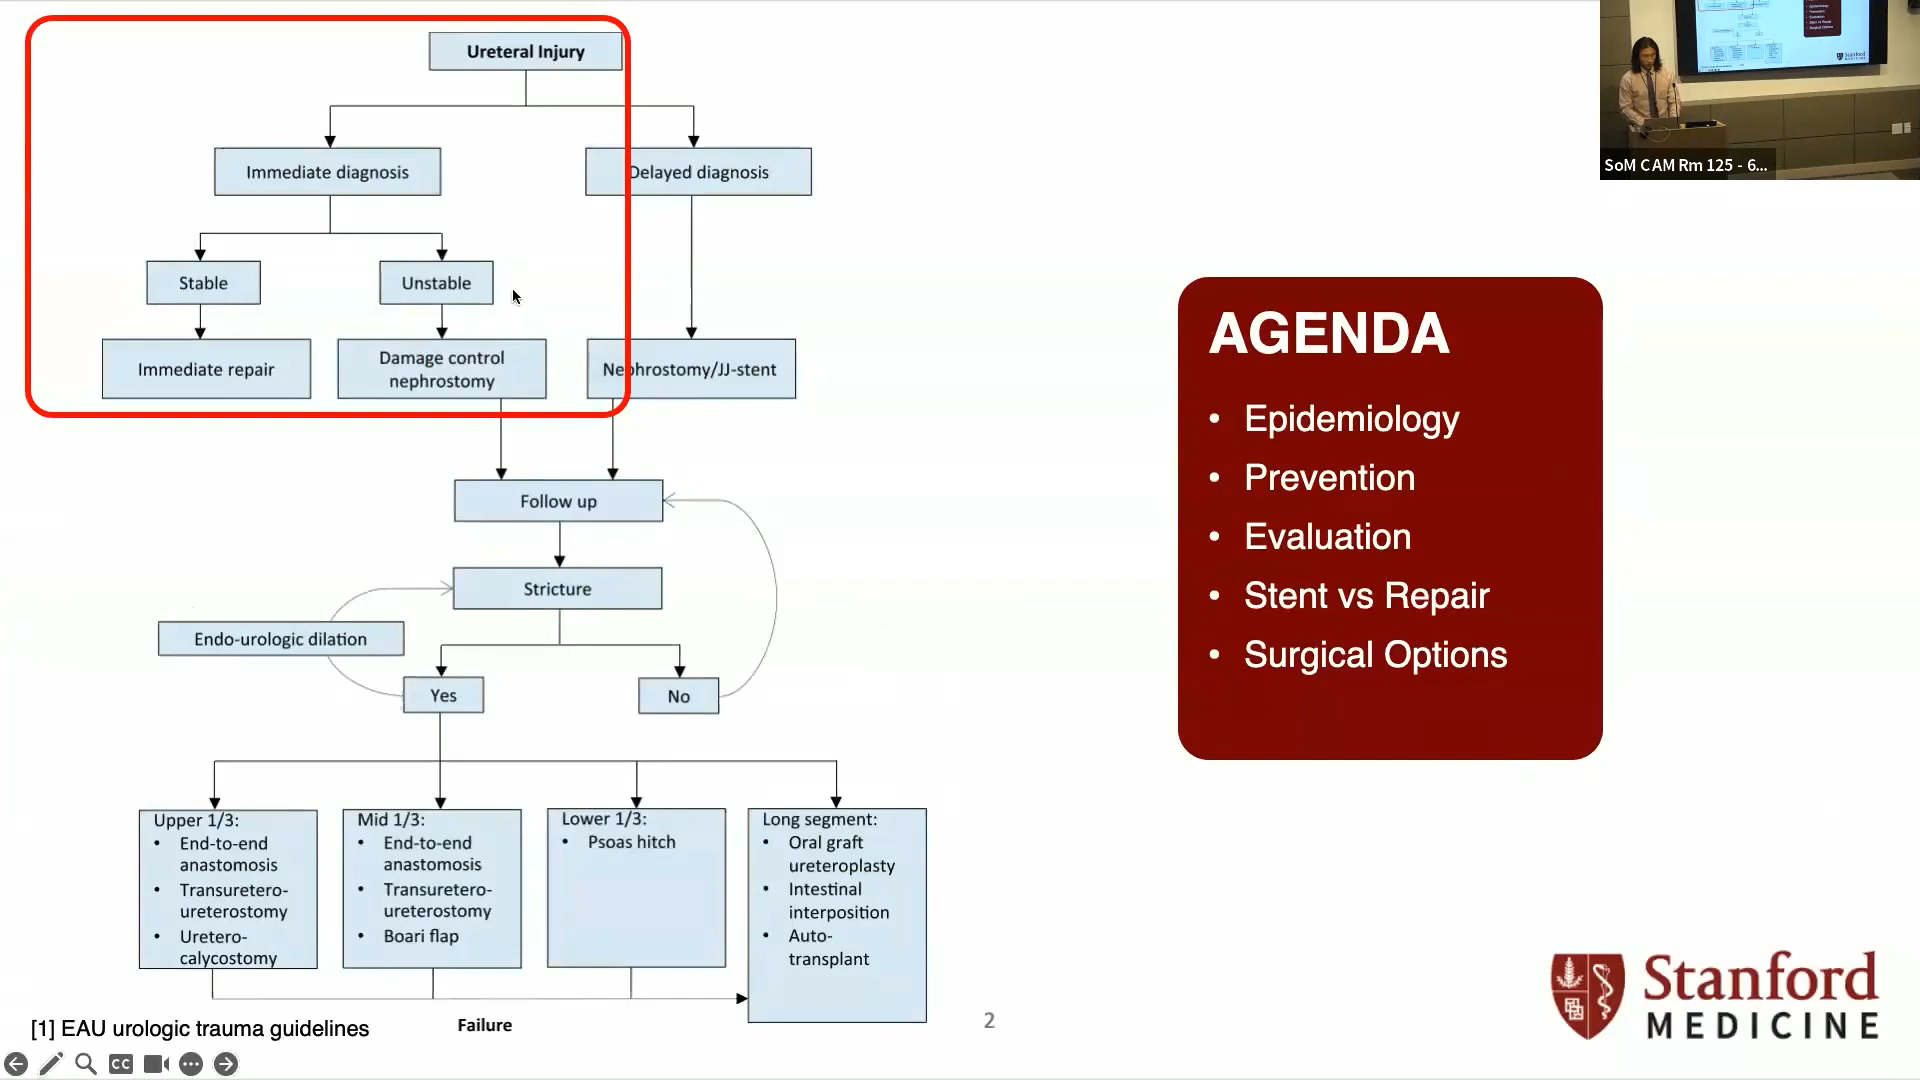 Ureteral Injury
Immediate diagnosis
Delayed diagnosis
Stable
Unstable
Immediate repair
Damage control
nephrostomy
Nephrostomy/JJ-stent
Follow up
Stricture
Endo-urologic dilation
Yes
No
Upper 1/3:
• End-to-end
anastomosis
• Transuretero-
ureterostomy
• Uretero-
calycostomy
Mid 1/3:
• End-to-end
anastomosis
• Transuretero-
ureterostomy
• Boari flap
Lower 1/3:
• Psoas hitch
Long segment:
• Oral graft
ureteroplasty
• Intestinal
interposition
• Auto-
transplant
Failure
[1] EAU urologic trauma guidelines
2
AGENDA
• Epidemiology
• Prevention
• Evaluation
• Stent vs Repair
• Surgical Options
Stanford
MEDICINE
SoM CAM Rm 125 - 6...
CC